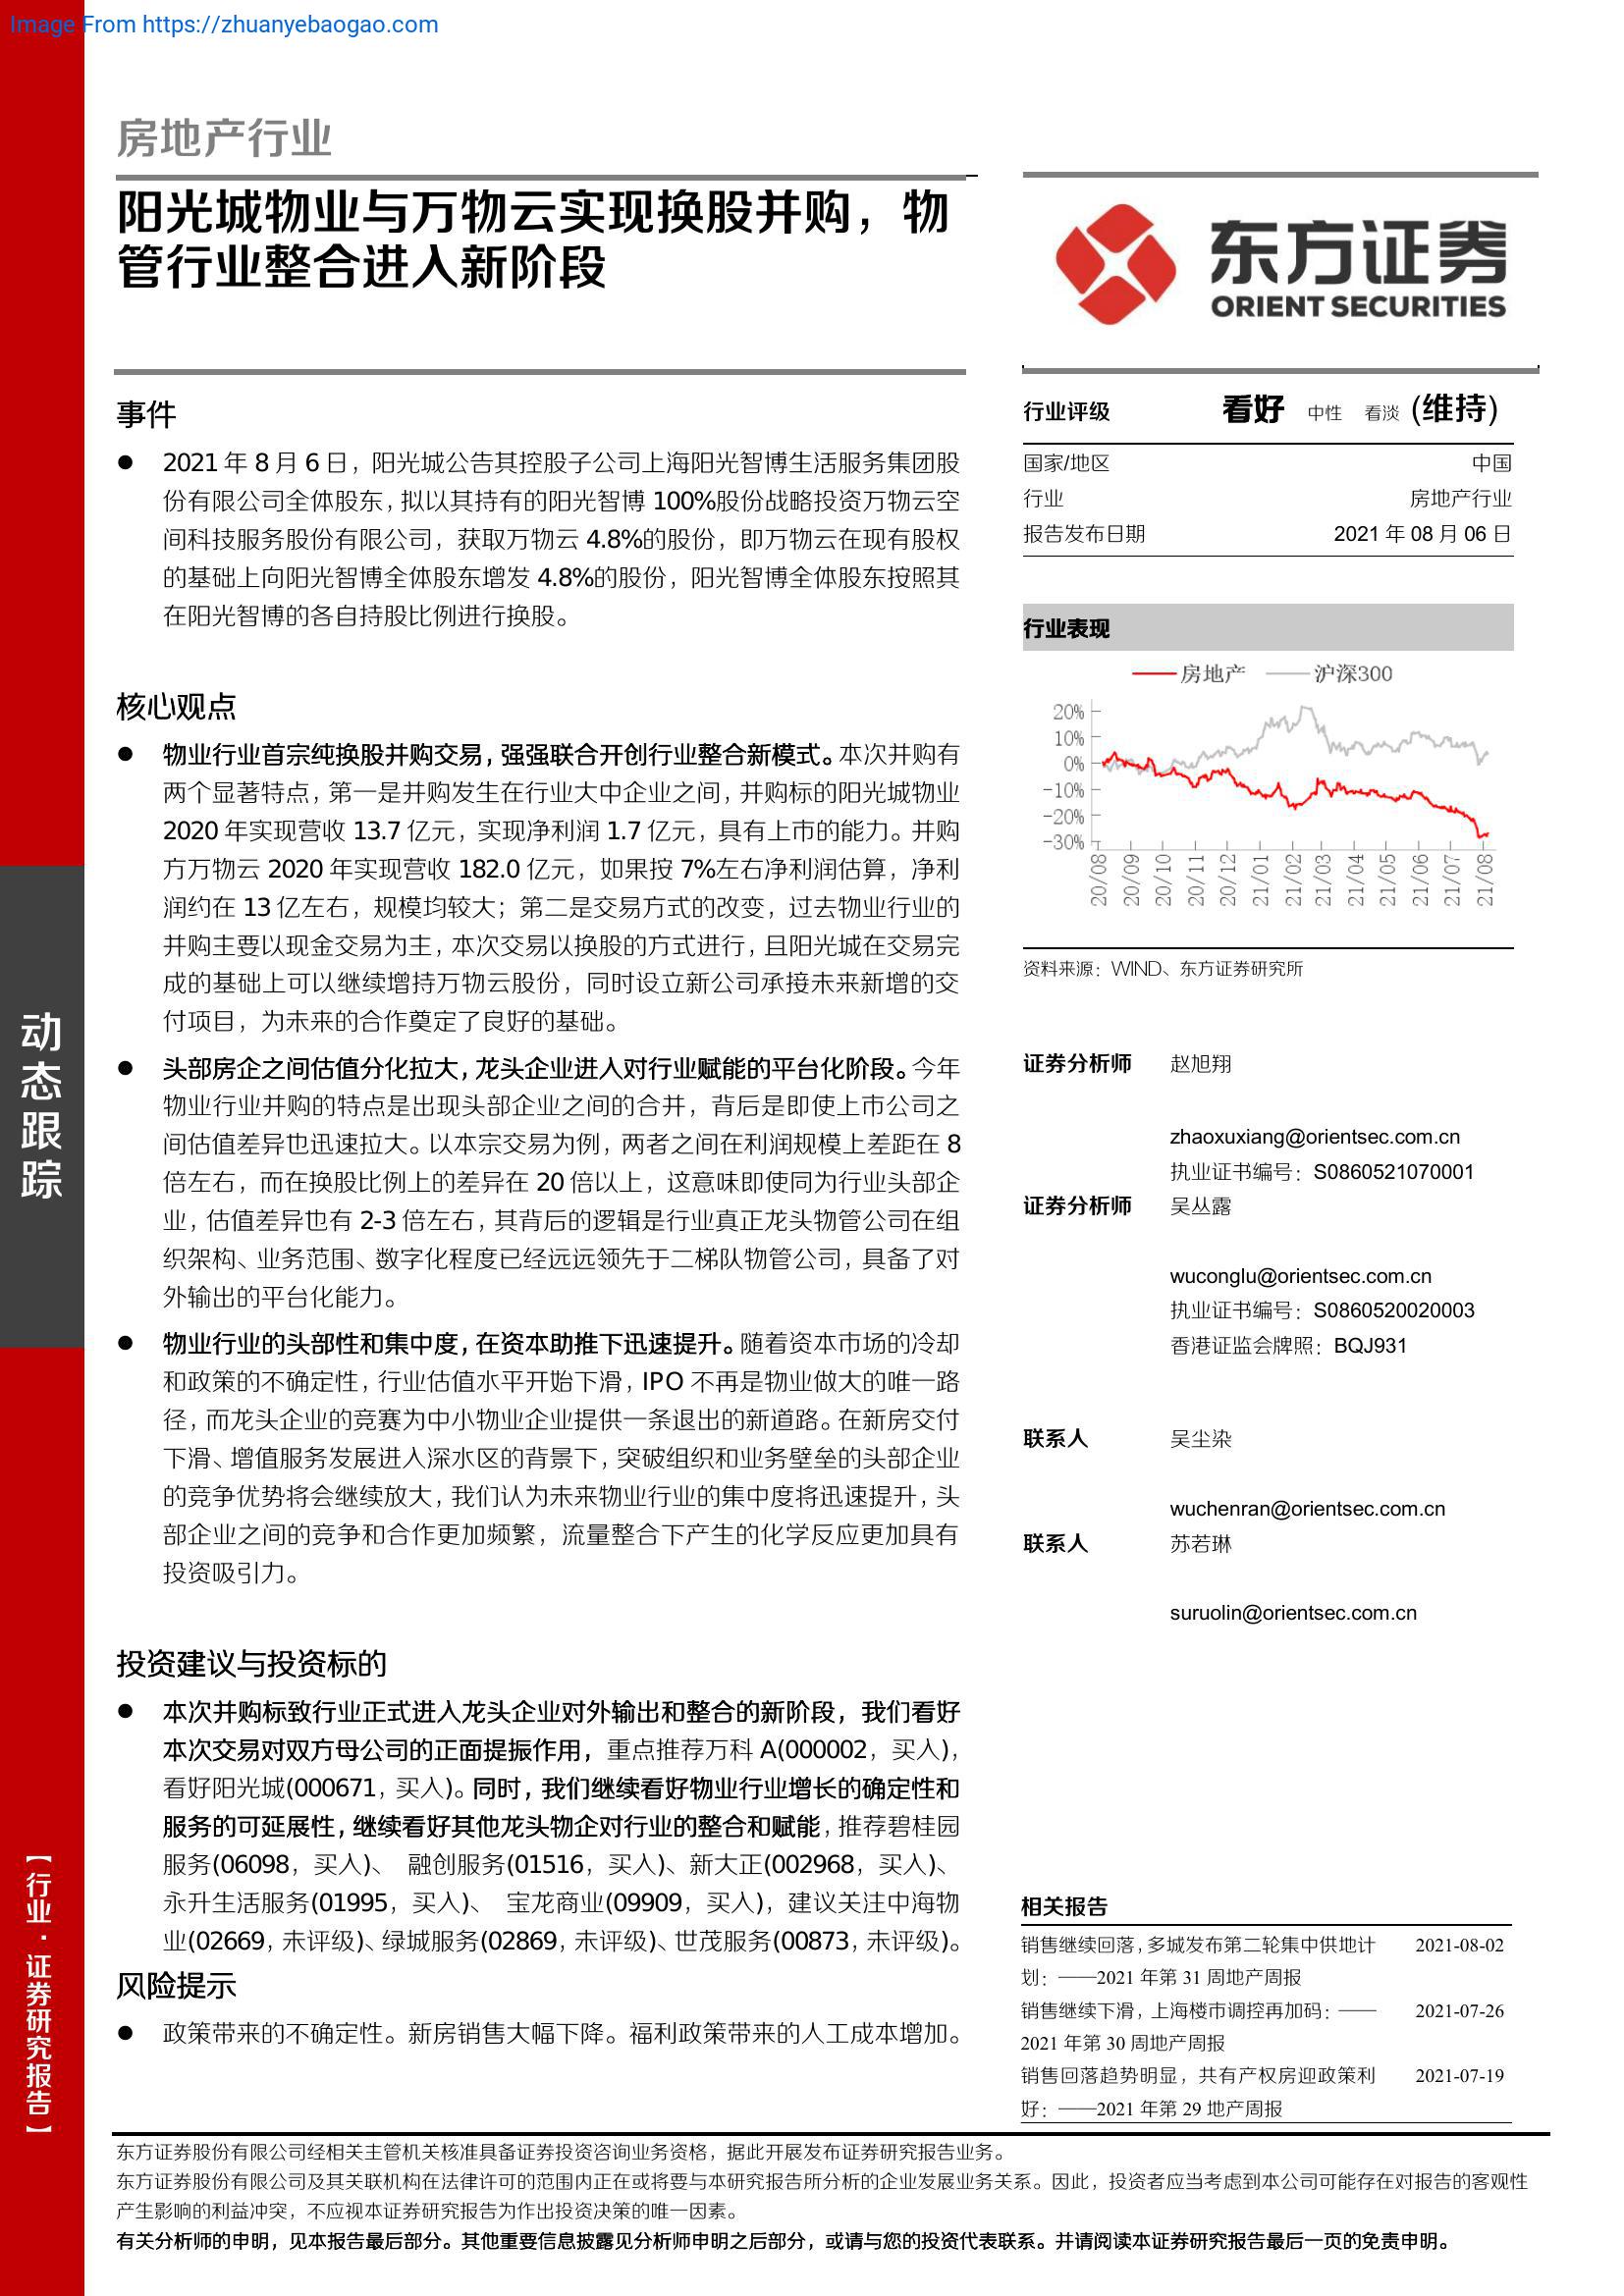 Image From https://zhuanyebaogao.com
房地产行业
阳光城物业与万物云实现换股并购，物
管行业整合进入新阶段
事件
● 2021 年 8 月 6 日，阳光城公告其控股子公司上海阳光智博生活服务集团股
份有限公司全体股东，拟以其持有的阳光智博 100%股份战略投资万物云空
间科技服务股份有限公司，获取万物云 4.8%的股份，即万物云在现有股权
的基础上向阳光智博全体股东增发 4.8%的股份，阳光智博全体股东按照其
在阳光智博的各自持股比例进行换股。
核心观点
● 物业行业首宗纯换股并购交易，强强联合开创行业整合新模式。本次并购有
两个显著特点，第一是并购发生在行业大中企业之间，并购标的阳光城物业
2020 年实现营收 13.7 亿元，实现净利润 1.7 亿元，具有上市的能力。并购
方万物云 2020 年实现营收 182.0 亿元，如果按 7%左右净利润估算，净利
润约在 13 亿左右，规模均较大；第二是交易方式的改变，过去物业行业的
并购主要以现金交易为主，本次交易以换股的方式进行，且阳光城在交易完
成的基础上可以继续增持万物云股份，同时设立新公司承接未来新增的交
付项目，为未来的合作奠定了良好的基础。
● 头部房企之间估值分化拉大，龙头企业进入对行业赋能的平台化阶段。今年
物业行业并购的特点是出现头部企业之间的合并，背后是即使上市公司之
间估值差异也迅速拉大。以本宗交易为例，两者之间在利润规模上差距在 8
倍左右，而在换股比例上的差异在 20 倍以上，这意味即使同为行业头部企
业，估值差异也有 2-3 倍左右，其背后的逻辑是行业真正龙头物管公司在组
织架构、业务范围、数字化程度已经远远领先于二梯队物管公司，具备了对
外输出的平台化能力。
● 物业行业的头部性和集中度，在资本助推下迅速提升。随着资本市场的冷却
和政策的不确定性，行业估值水平开始下滑，IPO 不再是物业做大的唯一路
径，而龙头企业的竞赛为中小物业企业提供一条退出的新道路。在新房交付
下滑、增值服务发展进入深水区的背景下，突破组织和业务壁垒的头部企业
的竞争优势将会继续放大，我们认为未来物业行业的集中度将迅速提升，头
部企业之间的竞争和合作更加频繁，流量整合下产生的化学反应更加具有
投资吸引力。
投资建议与投资标的
● 本次并购标致行业正式进入龙头企业对外输出和整合的新阶段，我们看好
本次交易对双方母公司的正面提振作用，重点推荐万科 A(000002，买入)，
看好阳光城(000671，买入)。同时，我们继续看好物业行业增长的确定性和
服务的可延展性，继续看好其他龙头物企对行业的整合和赋能，推荐碧桂园
服务(06098，买入)、 融创服务(01516，买入)、新大正(002968，买入)、
永升生活服务(01995，买入)、 宝龙商业(09909，买入)，建议关注中海物
业(02669，未评级)、绿城服务(02869，未评级)、世茂服务(00873，未评级)。
风险提示
● 政策带来的不确定性。新房销售大幅下降。福利政策带来的人工成本增加。
东方证券
ORIENT SECURITIES
行业评级 看好 中性 看淡 (维持)
国家/地区 中国
行业 房地产行业
报告发布日期 2021 年 08 月 06 日
行业表现
房地产 沪深300
20%
10%
0%
-10%
-20%
-30%
20/08 20/09 20/10 20/11 20/12 21/01 21/02 21/03 21/04 21/05 21/06 21/07 21/08
资料来源：WIND、东方证券研究所
证券分析师 赵旭翔
zhaoxuxiang@orientsec.com.cn
执业证书编号：S0860521070001
证券分析师 吴丛露
wuconglu@orientsec.com.cn
执业证书编号：S0860520020003
香港证监会牌照：BQJ931
联系人 吴尘染
wuchenran@orientsec.com.cn
联系人 苏若琳
suruolin@orientsec.com.cn
相关报告
销售继续回落，多城发布第二轮集中供地计 2021-08-02
划：——2021 年第 31 周地产周报
销售继续下滑，上海楼市调控再加码：—— 2021-07-26
2021 年第 30 周地产周报
销售回落趋势明显，共有产权房迎政策利 2021-07-19
好：——2021 年第 29 地产周报
动态跟踪
【行业·证券研究报告】
东方证券股份有限公司经相关主管机关核准具备证券投资咨询业务资格，据此开展发布证券研究报告业务。
东方证券股份有限公司及其关联机构在法律许可的范围内正在或将要与本研究报告所分析的企业发展业务关系。因此，投资者应当考虑到本公司可能存在对报告的客观性
产生影响的利益冲突，不应视本证券研究报告为作出投资决策的唯一因素。
有关分析师的申明，见本报告最后部分。其他重要信息披露见分析师申明之后部分，或请与您的投资代表联系。并请阅读本证券研究报告最后一页的免责申明。